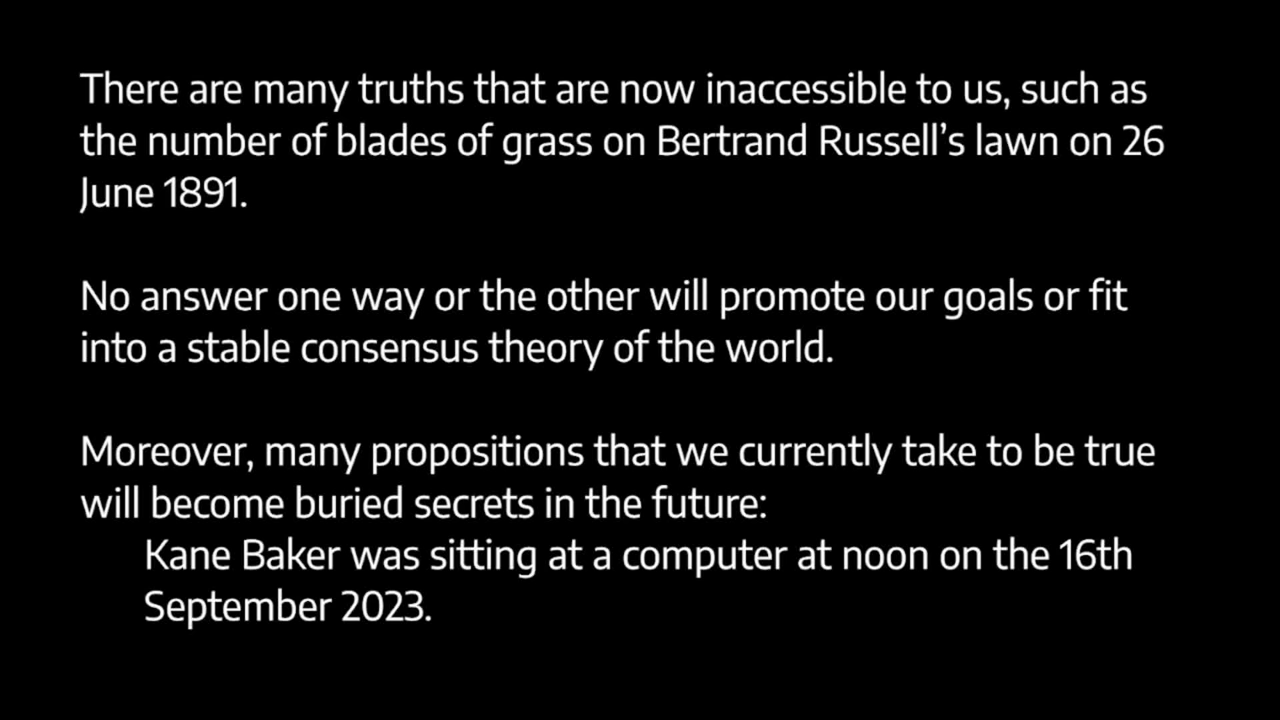 There are many truths that are now inaccessible to us, such as
the number of blades of grass on Bertrand Russell’s lawn on 26
June 1891.
No answer one way or the other will promote our goals or fit
into a stable consensus theory of the world.
Moreover, many propositions that we currently take to be true
will become buried secrets in the future:
Kane Baker was sitting at a computer at noon on the 16th
September 2023.